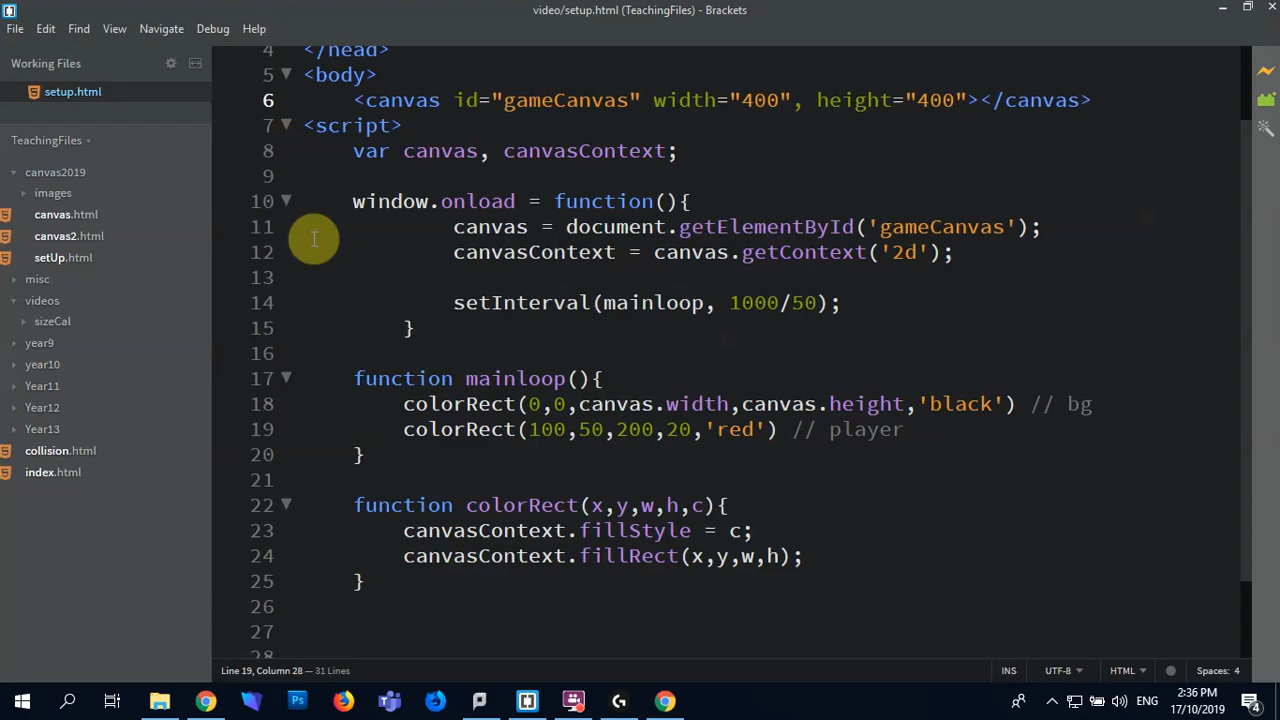 video/setup.html (TeachingFiles) - Brackets
File Edit Find View Navigate Debug Help
Working Files
setup.html
TeachingFiles
canvas2019
images
canvas.html
canvas2.html
setUp.html
misc
videos
sizeCal
year9
year10
Year11
Year12
Year13
collision.html
index.html
4 </head>
5 <body>
6 <canvas id="gameCanvas" width="400", height="400"></canvas>
7 <script>
8 var canvas, canvasContext;
9
10 window.onload = function(){
11 canvas = document.getElementById('gameCanvas');
12 canvasContext = canvas.getContext('2d');
13
14 setInterval(mainloop, 1000/50);
15 }
16
17 function mainloop(){
18 colorRect(0,0,canvas.width,canvas.height,'black') // bg
19 colorRect(100,50,200,20,'red') // player
20 }
21
22 function colorRect(x,y,w,h,c){
23 canvasContext.fillStyle = c;
24 canvasContext.fillRect(x,y,w,h);
25 }
26
27
28
Line 19, Column 28 — 31 Lines
INS UTF-8 HTML Spaces: 4
ENG
2:36 PM
17/10/2019
4